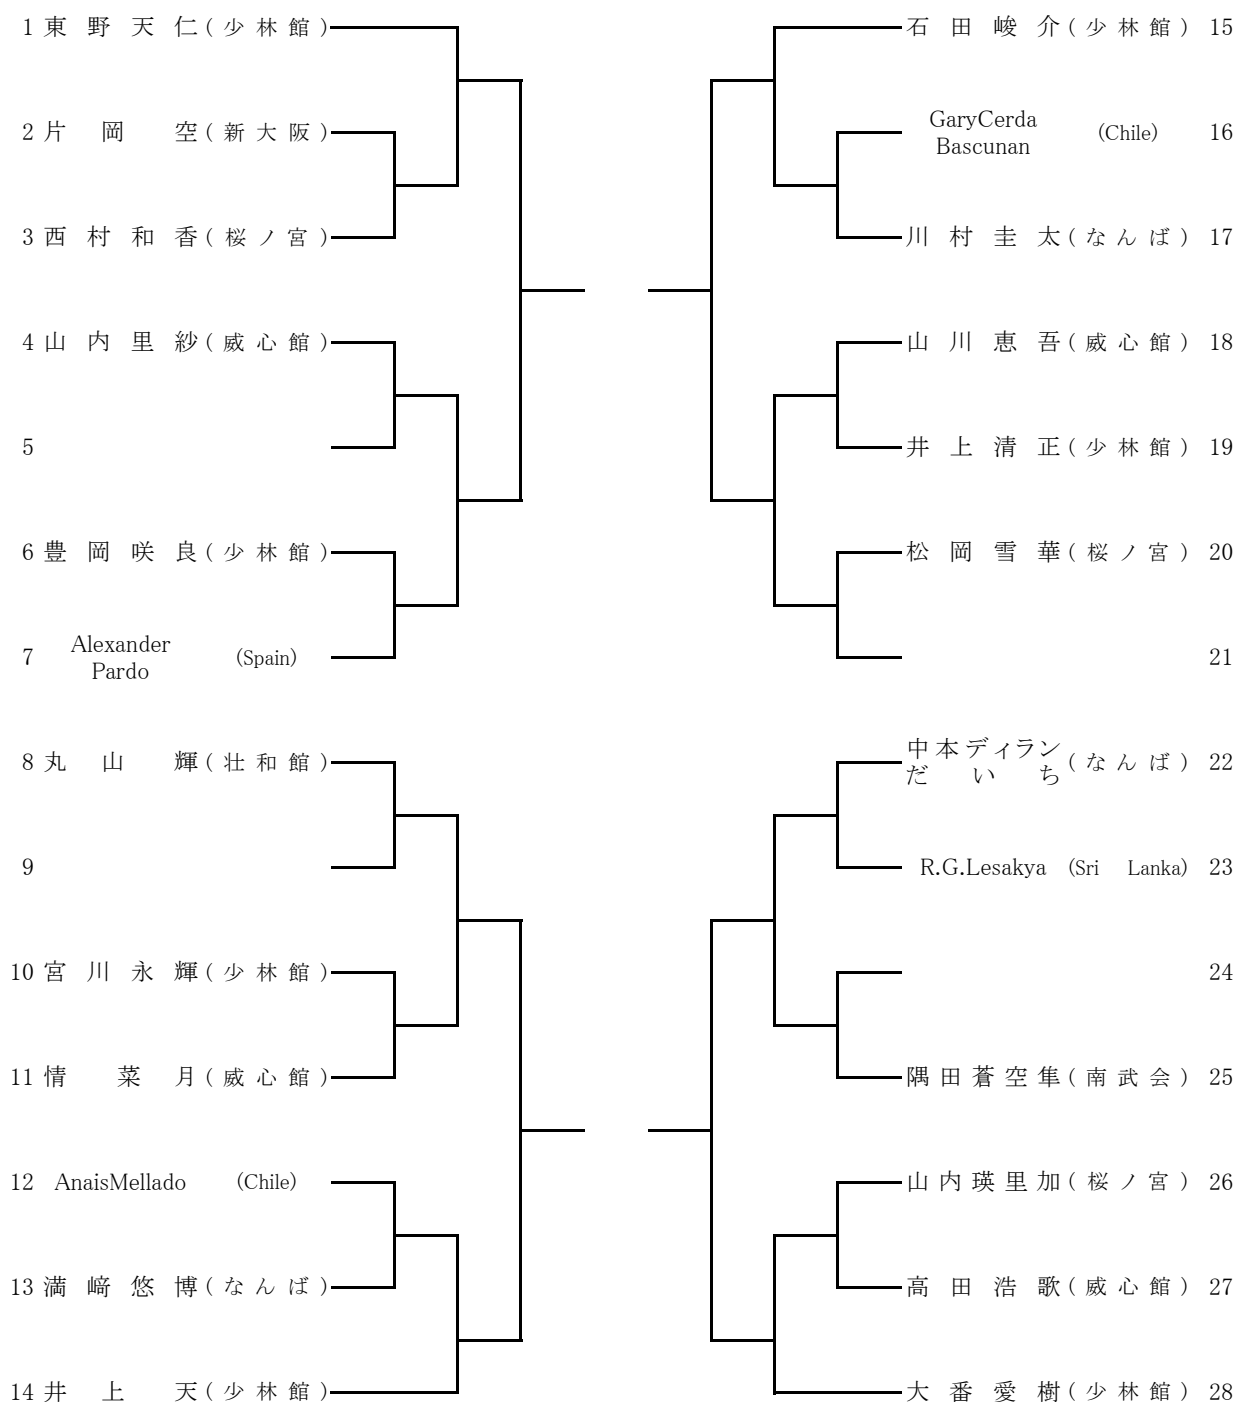 1 東野天仁(少林館)
2 片岡空(新大阪)
3 西村和香(桜ノ宮)
4 山内里紗(威心館)
5
6 豊岡咲良(少林館)
7 Alexander Pardo (Spain)
8 丸山輝(壮和館)
9
10 宮川永輝(少林館)
11 情菜月(威心館)
12 AnaisMellado (Chile)
13 満﨑悠博(なんば)
14 井上天(少林館)
石田峻介(少林館) 15
GaryCerda Bascunan (Chile) 16
川村圭太(なんば) 17
山川恵吾(威心館) 18
井上清正(少林館) 19
松岡雪華(桜ノ宮) 20
21
中本ディラン
だいち(なんば) 22
R.G.Lesakya (Sri Lanka) 23
24
隅田蒼空隼(南武会) 25
山内瑛里加(桜ノ宮) 26
高田浩歌(威心館) 27
大番愛樹(少林館) 28